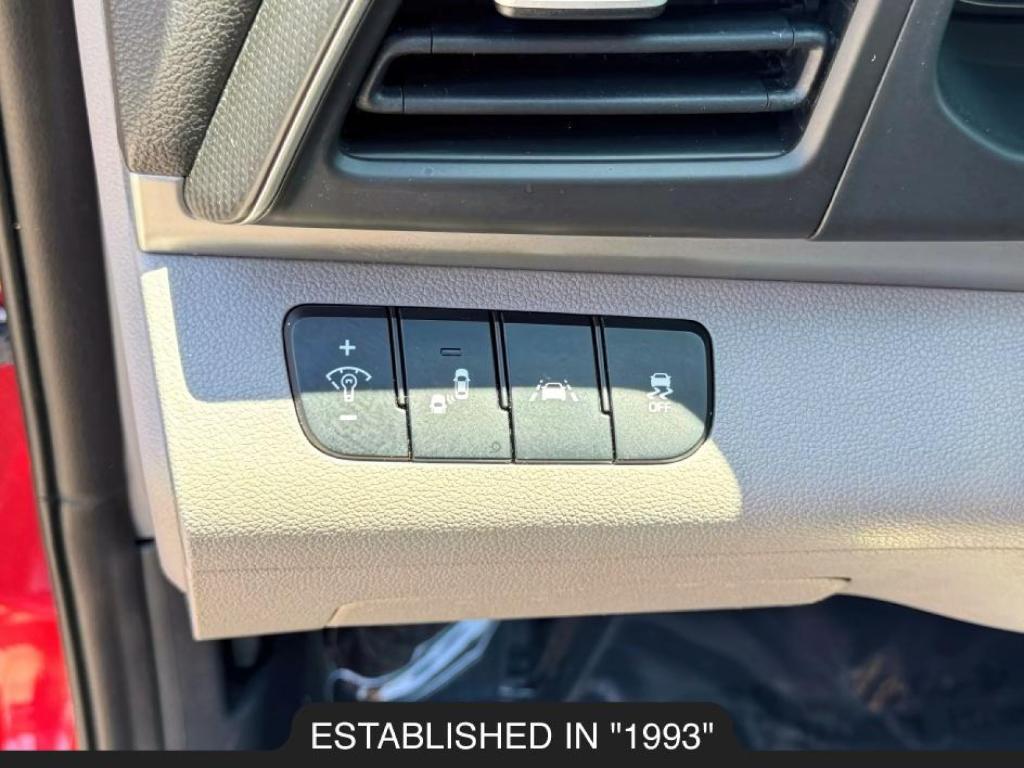 +
-
OFF
ESTABLISHED IN "1993"